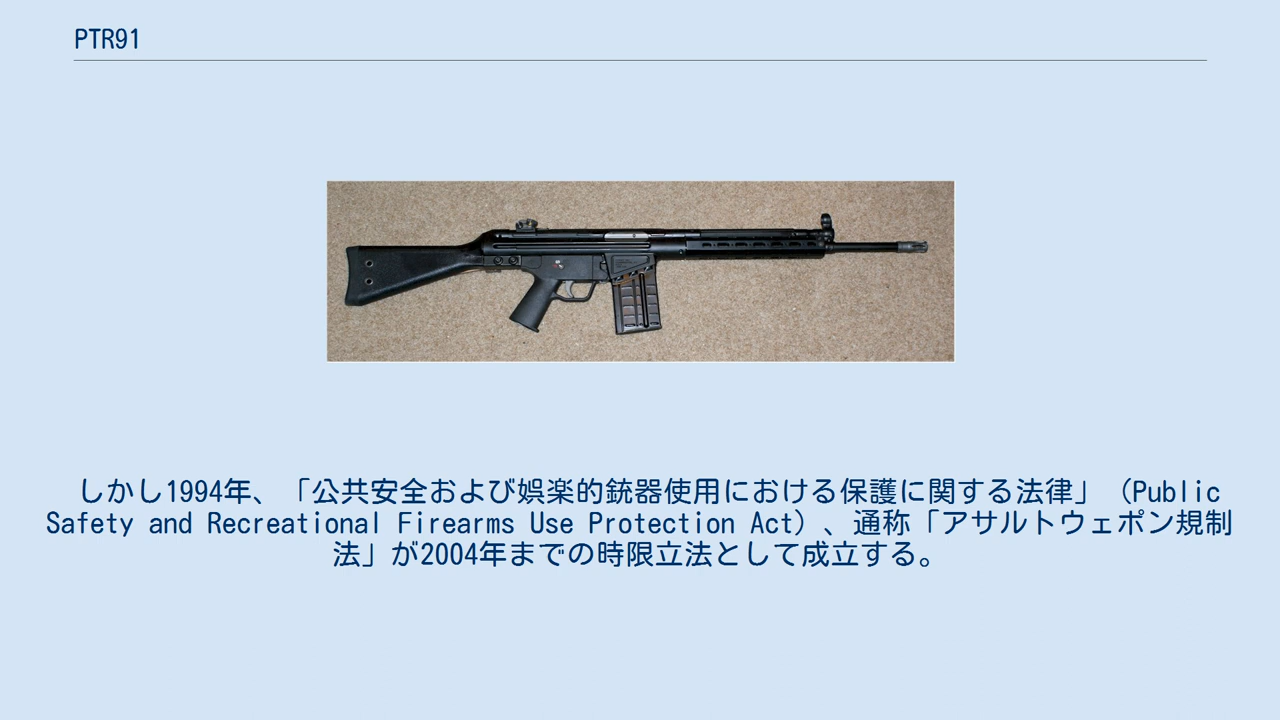 PTR91
しかし1994年、「公共安全および娯楽的銃器使用における保護に関する法律」（Public
Safety and Recreational Firearms Use Protection Act）、通称「アサルトウェポン規制
法」が2004年までの時限立法として成立する。